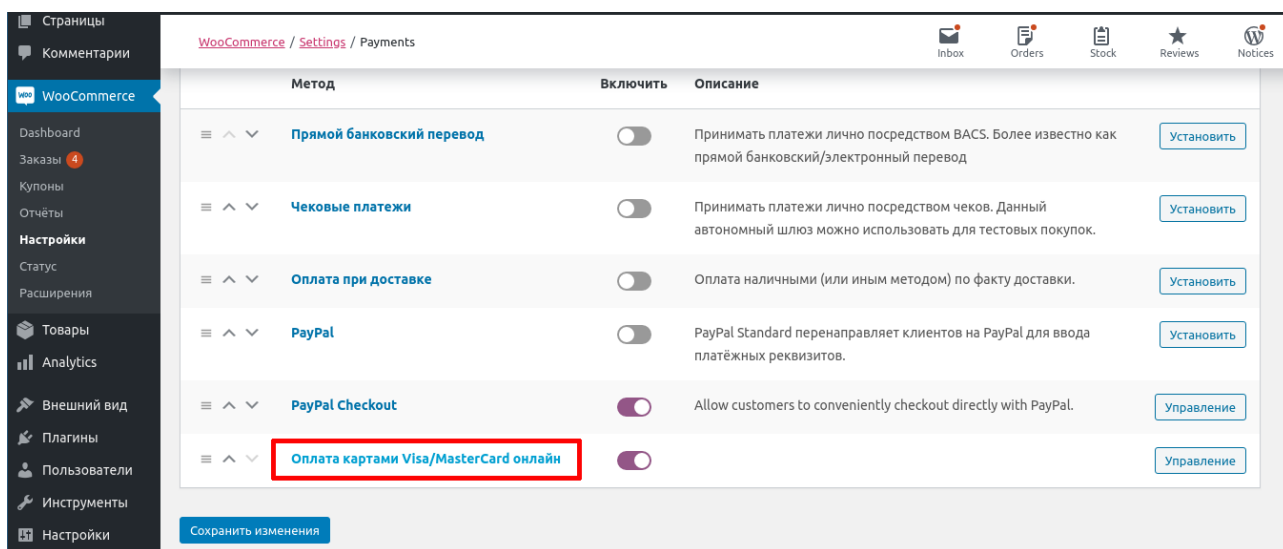 Страницы
Комментарии
WooCommerce
Dashboard
Заказы 4
Купоны
Отчёты
Настройки
Статус
Расширения
Товары
Analytics
Внешний вид
Плагины
Пользователи
Инструменты
Настройки
WooCommerce / Settings / Payments
Inbox
Orders
Stock
Reviews
Notices
Метод Включить Описание
Прямой банковский перевод
Принимать платежи лично посредством BACS. Более известно как
прямой банковский/электронный перевод
Установить
Чековые платежи
Принимать платежи лично посредством чеков. Данный
автономный шлюз можно использовать для тестовых покупок.
Установить
Оплата при доставке
Оплата наличными (или иным методом) по факту доставки.
Установить
PayPal
PayPal Standard перенаправляет клиентов на PayPal для ввода
платёжных реквизитов.
Установить
PayPal Checkout
Allow customers to conveniently checkout directly with PayPal.
Управление
Оплата картами Visa/MasterCard онлайн
Управление
Сохранить изменения